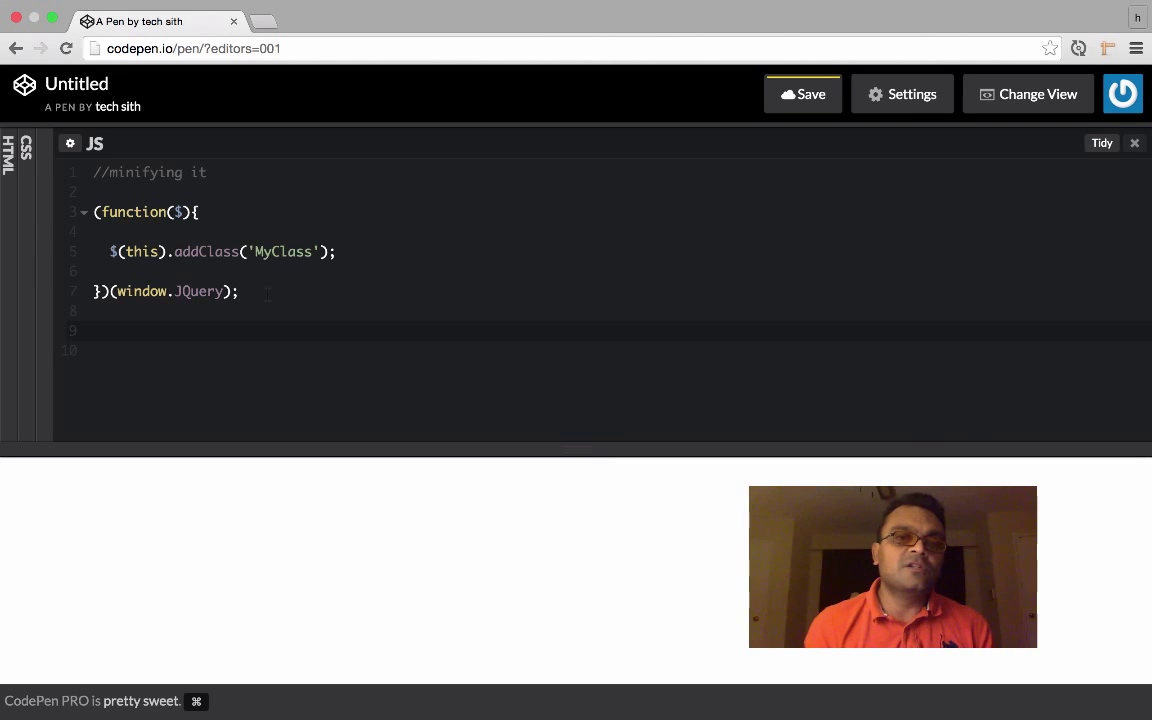 A Pen by tech sith
h
codepen.io/pen/?editors=001
Untitled
A PEN BY tech sith
Save
Settings
Change View
HTML
CSS
JS
Tidy
1 //minifying it
2
3 (function($){
4
5 $(this).addClass('MyClass');
6
7 })(window.JQuery);
8
9
10
CodePen PRO is pretty sweet. ⌘